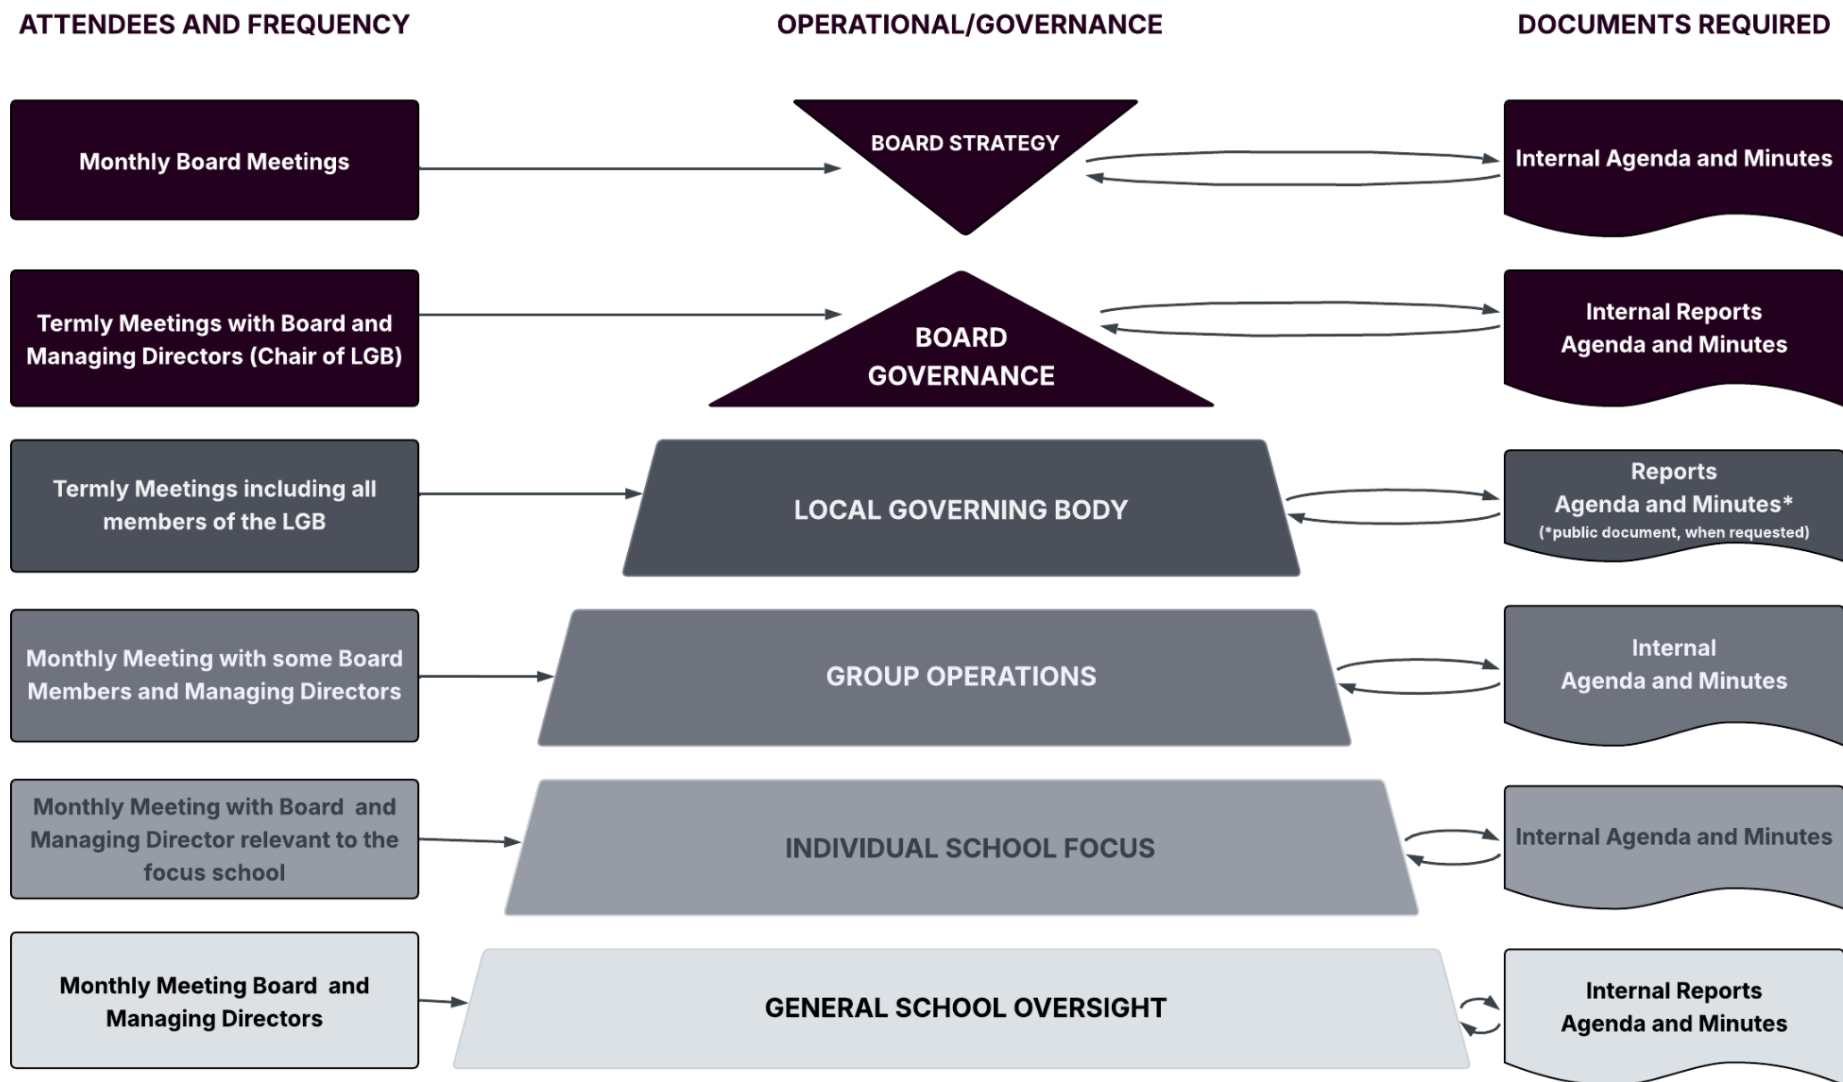 ATTENDEES AND FREQUENCY
OPERATIONAL/GOVERNANCE
DOCUMENTS REQUIRED
Monthly Board Meetings
BOARD STRATEGY
Internal Agenda and Minutes
Termly Meetings with Board and
Managing Directors (Chair of LGB)
BOARD
GOVERNANCE
Internal Reports
Agenda and Minutes
Termly Meetings including all
members of the LGB
LOCAL GOVERNING BODY
Reports
Agenda and Minutes*
(*public document, when requested)
Monthly Meeting with some Board
Members and Managing Directors
GROUP OPERATIONS
Internal
Agenda and Minutes
Monthly Meeting with Board  and
Managing Director relevant to the
focus school
INDIVIDUAL SCHOOL FOCUS
Internal Agenda and Minutes
Monthly Meeting Board  and
Managing Directors
GENERAL SCHOOL OVERSIGHT
Internal Reports
Agenda and Minutes